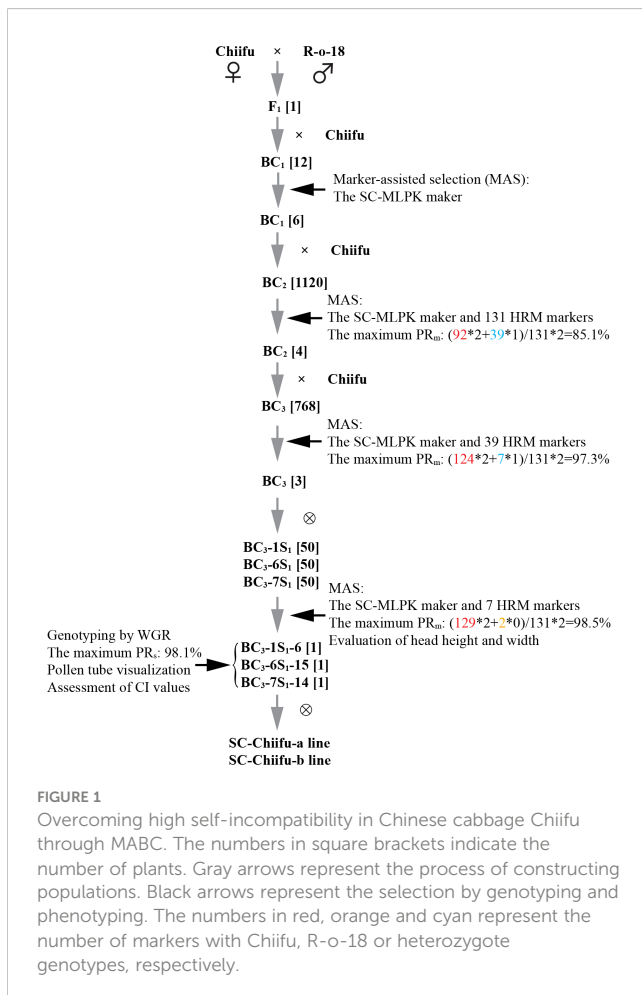 Chiifu × R-o-18
♀ ♂
F₁ [1]
× Chiifu
BC₁ [12]
Marker-assisted selection (MAS):
The SC-MLPK maker
BC₁ [6]
× Chiifu
BC₂ [1120]
MAS:
The SC-MLPK maker and 131 HRM markers
The maximum PRₘ: (92*2+39*1)/131*2=85.1%
BC₂ [4]
× Chiifu
BC₃ [768]
MAS:
The SC-MLPK maker and 39 HRM markers
The maximum PRₘ: (124*2+7*1)/131*2=97.3%
BC₃ [3]
⊗
BC₃-1S₁ [50]
BC₃-6S₁ [50]
BC₃-7S₁ [50]
MAS:
The SC-MLPK maker and 7 HRM markers
The maximum PRₘ: (129*2+2*0)/131*2=98.5%
Evaluation of head height and width
Genotyping by WGR
The maximum PRₛ: 98.1%
Pollen tube visualization
Assessment of CI values
BC₃-1S₁-6 [1]
BC₃-6S₁-15 [1]
BC₃-7S₁-14 [1]
⊗
SC-Chiifu-a line
SC-Chiifu-b line
FIGURE 1
Overcoming high self-incompatibility in Chinese cabbage Chiifu
through MABC. The numbers in square brackets indicate the
number of plants. Gray arrows represent the process of constructing
populations. Black arrows represent the selection by genotyping and
phenotyping. The numbers in red, orange and cyan represent the
number of markers with Chiifu, R-o-18 or heterozygote
genotypes, respectively.